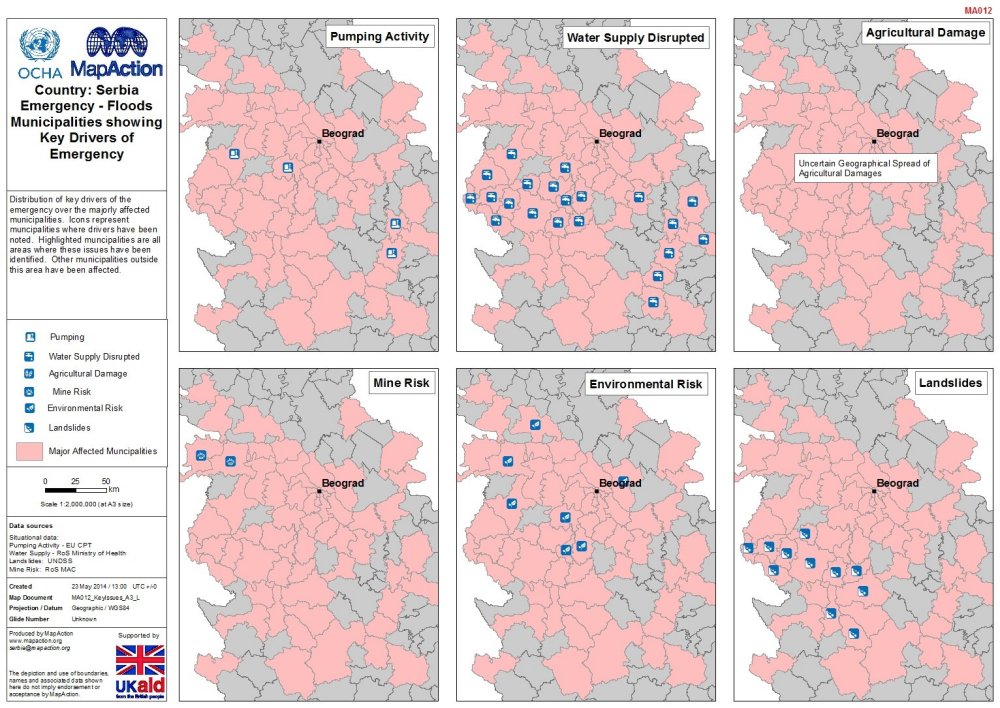 MA012
OCHA
MapAction
Country: Serbia
Emergency - Floods
Municipalities showing
Key Drivers of
Emergency
Distribution of key drivers of the
emergency over the majorly affected
municipalities. Icons represent
muncipalities where drivers have been
noted. Highlighted muncipalities are all
areas where these issues have been
identified. Other municipalities outside
this area have been affected.
Pumping
Water Supply Disrupted
Agricultural Damage
Mine Risk
Environmental Risk
Landslides
Major Affected Muncipalities
0 25 50
km
Scale 1:2,000,000 (at A3 size)
Data sources
Situational data:
Pumping Activity - EU CPT
Water Supply - RoS Ministry of Health
Landslides: UNDSS
Mine Risk: RoS MAC
Created 23 May 2014 / 13:00 UTC +/-0
Map Document MA012_KeyIssues_A3_L
Projection / Datum Geographic / WGS84
Glide Number Unknown
Produced by MapAction
www.mapaction.org
serbia@mapaction.org
Supported by
UKaid
from the British people
The depiction and use of boundaries,
names and associated data shown
here do not imply endorsement or
acceptance by MapAction.
Pumping Activity
Beograd
Water Supply Disrupted
Beograd
Agricultural Damage
Beograd
Uncertain Geographical Spread of
Agricultural Damages
Mine Risk
Beograd
Environmental Risk
Beograd
Landslides
Beograd